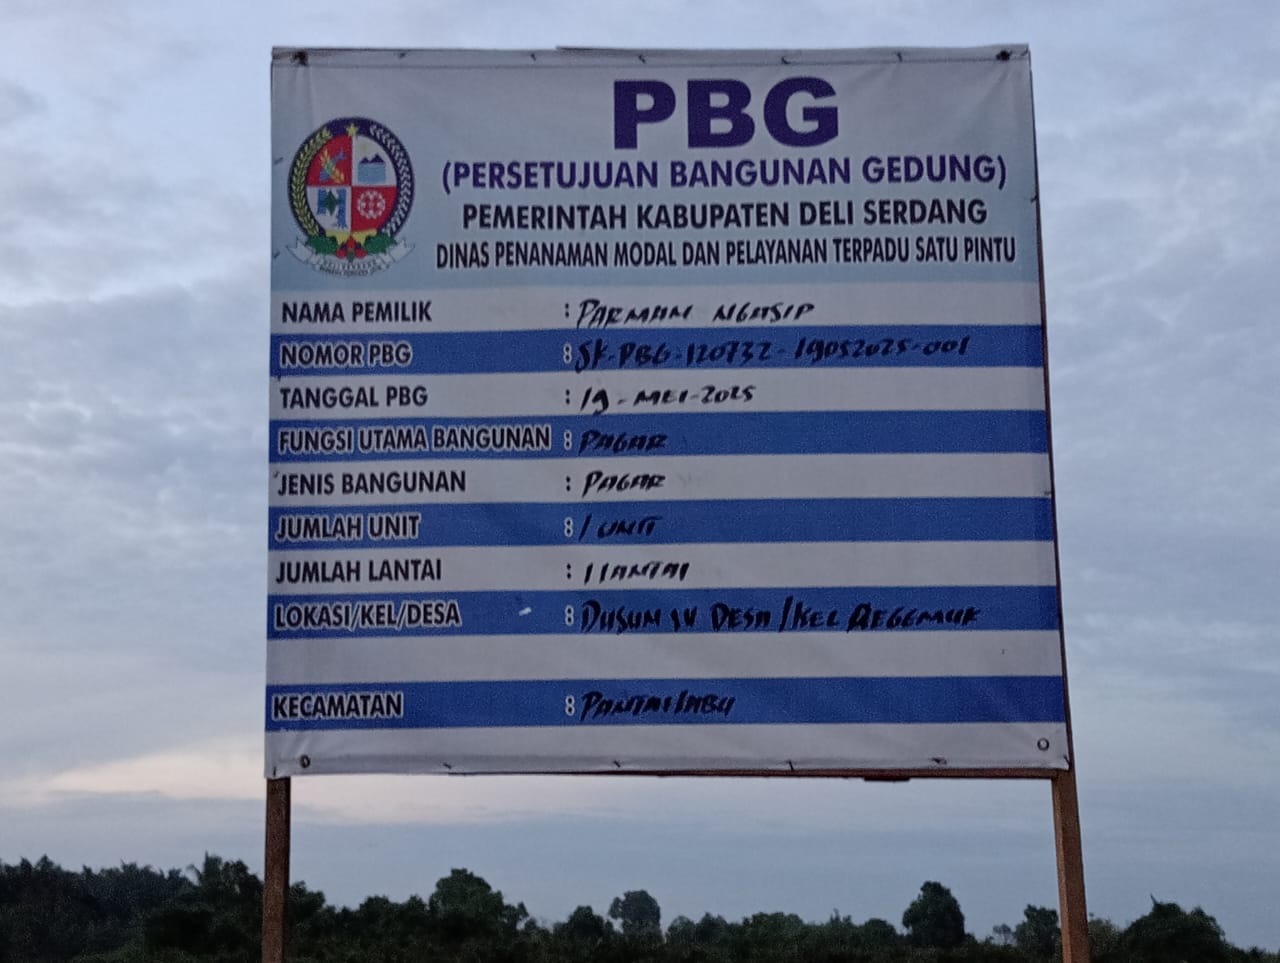 PBG
(PERSETUJUAN BANGUNAN GEDUNG)
PEMERINTAH KABUPATEN DELI SERDANG
DINAS PENANAMAN MODAL DAN PELAYANAN TERPADU SATU PINTU
NAMA PEMILIK : PARMAN NGASIP
NOMOR PBG : SK-PBG-120732-19052025-001
TANGGAL PBG : 19-MEI-2025
FUNGSI UTAMA BANGUNAN : PAGAR
JENIS BANGUNAN : PAGAR
JUMLAH UNIT : 1 UNIT
JUMLAH LANTAI : 1 LANTAI
LOKASI/KEL/DESA : DUSUN IV DESA/KEL REGEMUK
KECAMATAN : PANTAI LABU